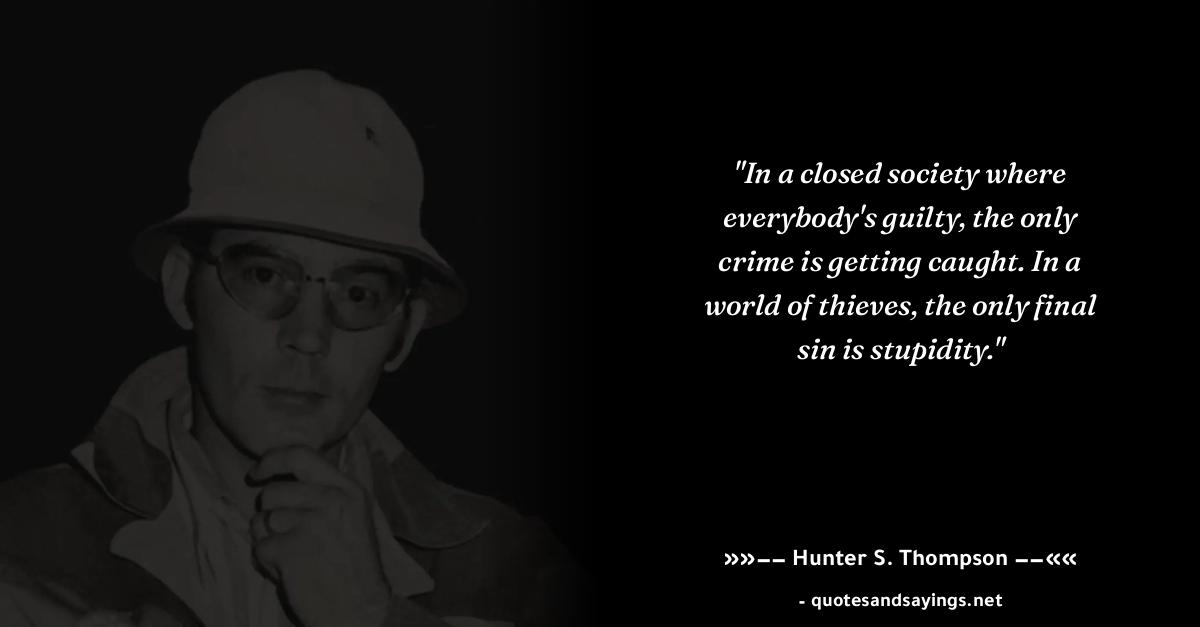 "In a closed society where
everybody's guilty, the only
crime is getting caught. In a
world of thieves, the only final
sin is stupidity."
»»–– Hunter S. Thompson ––««
- quotesandsayings.net